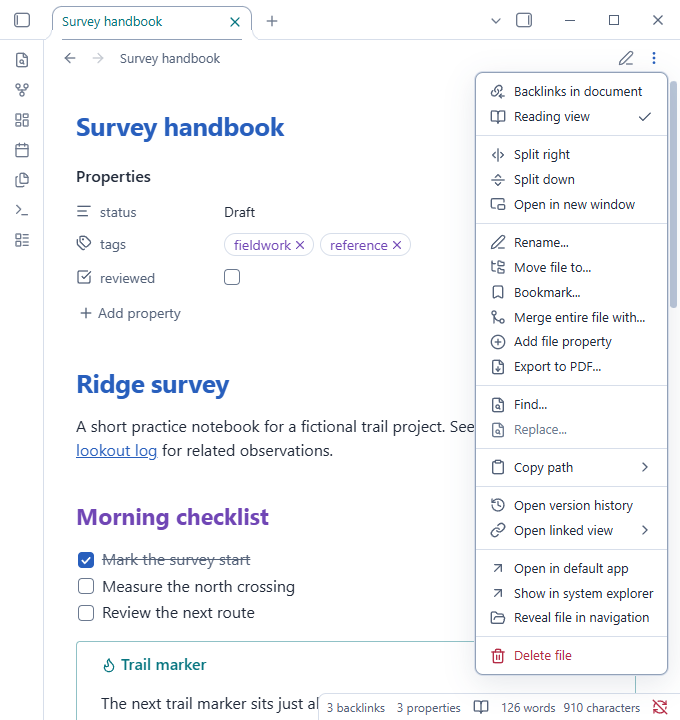 Survey handbook
Survey handbook
Survey handbook
Properties
status Draft
tags fieldwork reference
reviewed
Add property
Ridge survey
A short practice notebook for a fictional trail project. See
lookout log for related observations.
Morning checklist
Mark the survey start
Measure the north crossing
Review the next route
Trail marker
The next trail marker sits just
Backlinks in document
Reading view
Split right
Split down
Open in new window
Rename...
Move file to...
Bookmark...
Merge entire file with...
Add file property
Export to PDF...
Find...
Replace...
Copy path
Open version history
Open linked view
Open in default app
Show in system explorer
Reveal file in navigation
Delete file
3 backlinks 3 properties 126 words 910 characters